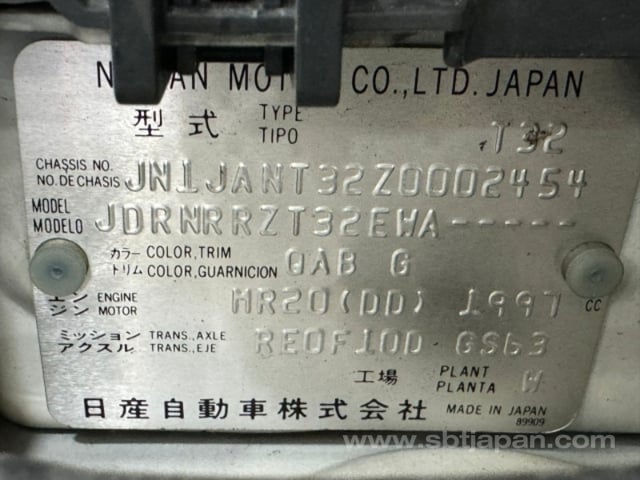 NISSAN MOTOR CO.,LTD. JAPAN
型式 TYPE TIPO T32
CHASSIS NO. NO. DE CHASIS JN1JANT32Z0002454
MODEL MODELO JDRNRRZT32EWA-----
カラー COLOR,TRIM トリム COLOR,GUARNICION QAB G
エンジン ENGINE MOTOR MR20(DD) 1997 CC
ミッション TRANS.,AXLE アクスル TRANS.,EJE RE0F10D GS63
工場 PLANT PLANTA W
日産自動車株式会社 MADE IN JAPAN
89909
www.sbtjapan.com